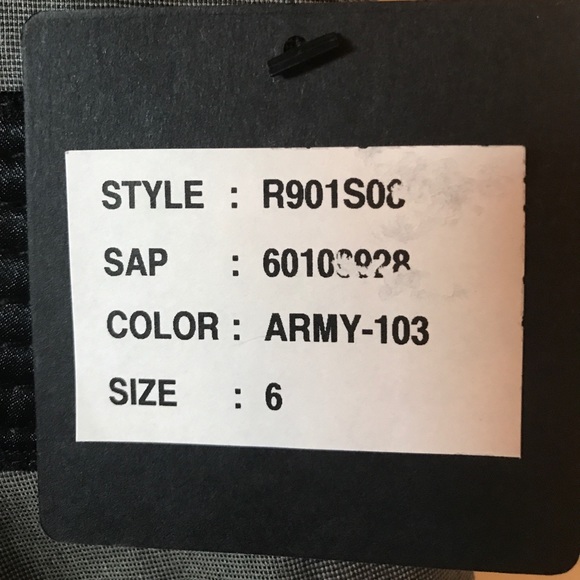 STYLE :
SAP :
COLOR : ARMY-103
SIZE : 6